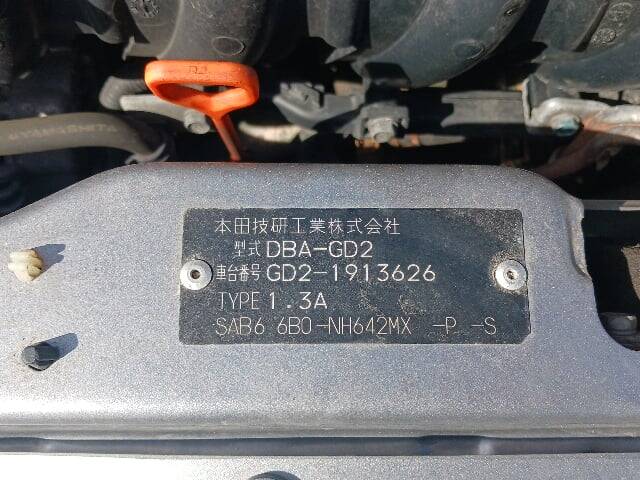 本田技研工業株式会社
型式 DBA-GD2
車台番号 GD2-1913626
TYPE 1.3A
SAB6 6B0-NH642MX -P -S